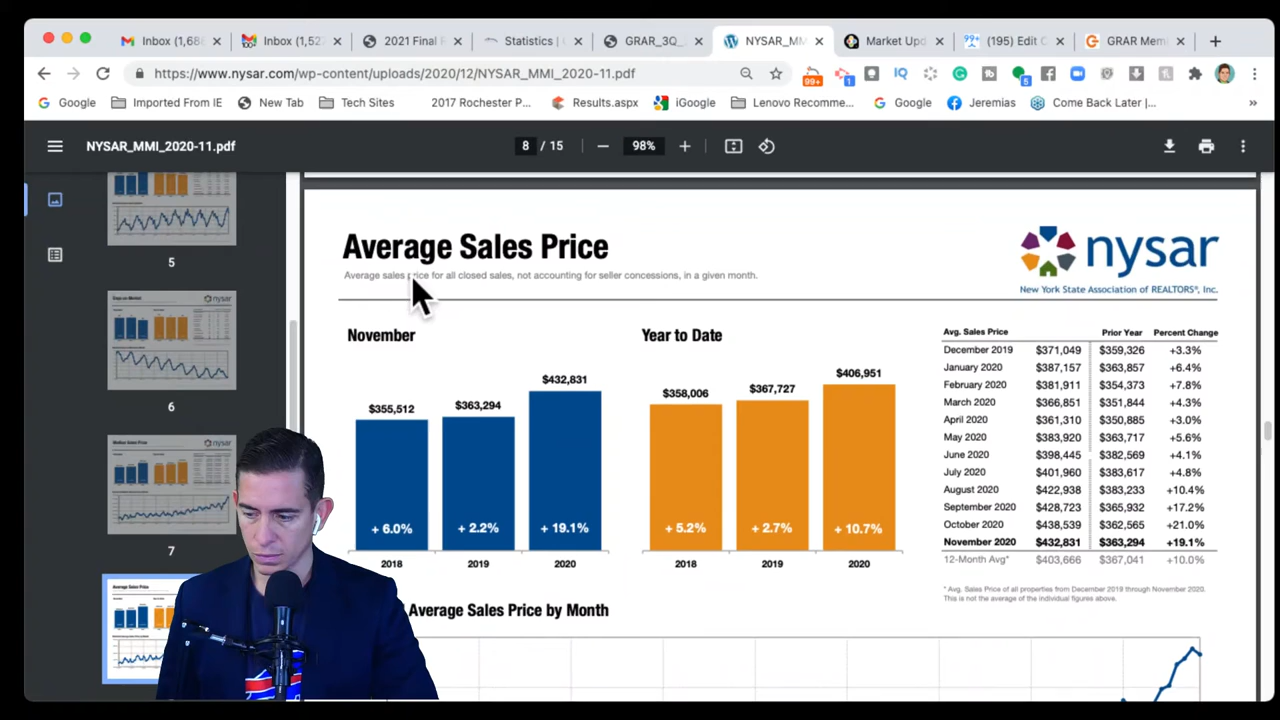 Inbox (1,68
Inbox (1,52
2021 Final F
Statistics |
GRAR_3Q_
NYSAR_MM
Market Upd
(195) Edit C
GRAR Mem
https://www.nysar.com/wp-content/uploads/2020/12/NYSAR_MMI_2020-11.pdf
Google
Imported From IE
New Tab
Tech Sites
2017 Rochester P...
Results.aspx
iGoogle
Lenovo Recomme...
Google
Jeremias
Come Back Later |...
»
NYSAR_MMI_2020-11.pdf
8 / 15
98%
5
6
7
Average Sales Price
Average sales price for all closed sales, not accounting for seller concessions, in a given month.
nysar
New York State Association of REALTORS®, Inc.
November
$355,512
$363,294
$432,831
+ 6.0%
+ 2.2%
+ 19.1%
2018
2019
2020
Year to Date
$358,006
$367,727
$406,951
+ 5.2%
+ 2.7%
+ 10.7%
2018
2019
2020
Avg. Sales Price Prior Year Percent Change
December 2019 $371,049 $359,326 +3.3%
January 2020 $387,157 $363,857 +6.4%
February 2020 $381,911 $354,373 +7.8%
March 2020 $366,851 $351,844 +4.3%
April 2020 $361,310 $350,885 +3.0%
May 2020 $383,920 $363,717 +5.6%
June 2020 $398,445 $382,569 +4.1%
July 2020 $401,960 $383,617 +4.8%
August 2020 $422,938 $383,233 +10.4%
September 2020 $428,723 $365,932 +17.2%
October 2020 $438,539 $362,565 +21.0%
November 2020 $432,831 $363,294 +19.1%
12-Month Avg* $403,666 $367,041 +10.0%
* Avg. Sales Price of all properties from December 2019 through November 2020.
This is not the average of the individual figures above.
Average Sales Price by Month